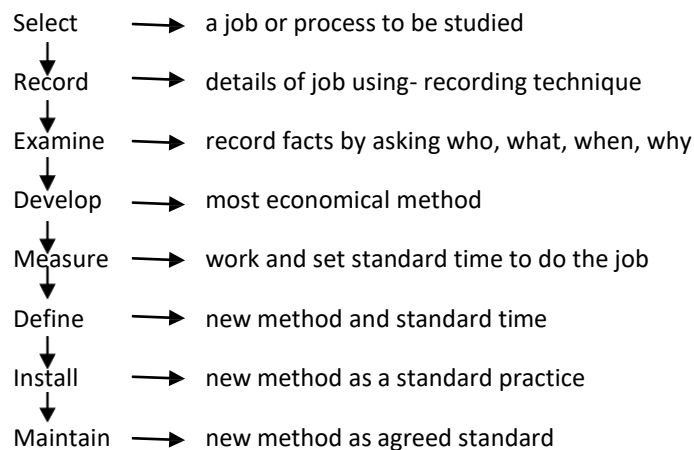 Select a job or process to be studied
Record details of job using- recording technique
Examine record facts by asking who, what, when, why
Develop most economical method
Measure work and set standard time to do the job
Define new method and standard time
Install new method as a standard practice
Maintain new method as agreed standard